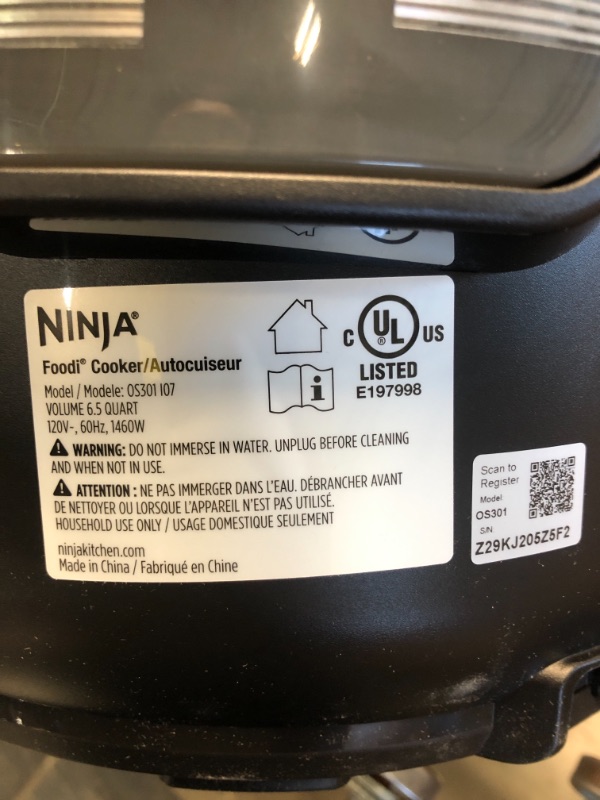 NINJA®
Foodi® Cooker/Autocuiseur
Model / Modele: OS301 107
VOLUME 6.5 QUART
120V~, 60Hz, 1460W
WARNING: DO NOT IMMERSE IN WATER. UNPLUG BEFORE CLEANING
AND WHEN NOT IN USE.
ATTENTION : NE PAS IMMERGER DANS L'EAU. DÉBRANCHER AVANT
DE NETTOYER OU LORSQUE L'APPAREIL N'EST PAS UTILISÉ.
HOUSEHOLD USE ONLY / USAGE DOMESTIQUE SEULEMENT
ninjakitchen.com
Made in China / Fabriqué en Chine
i
C UL® US
LISTED
E197998
Scan to
Register
Model
OS301
S/N
Z29KJ205Z5F2